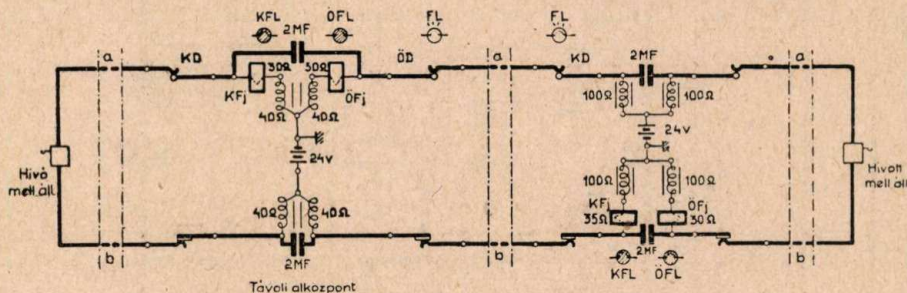 KFL ÖFL FL FL
2MF
a KD 30Ω 30Ω ÖD a KD 2MF a
KFj ÖFj
40Ω 40Ω 100Ω 100Ω
24V 24V
Hívó
mell.áll.
Hívott
mell.áll.
40Ω 40Ω 100Ω 100Ω
KFj ÖFj
35Ω 30Ω
b 2MF b 2MF b
KFL ÖFL
Távoli alközpont